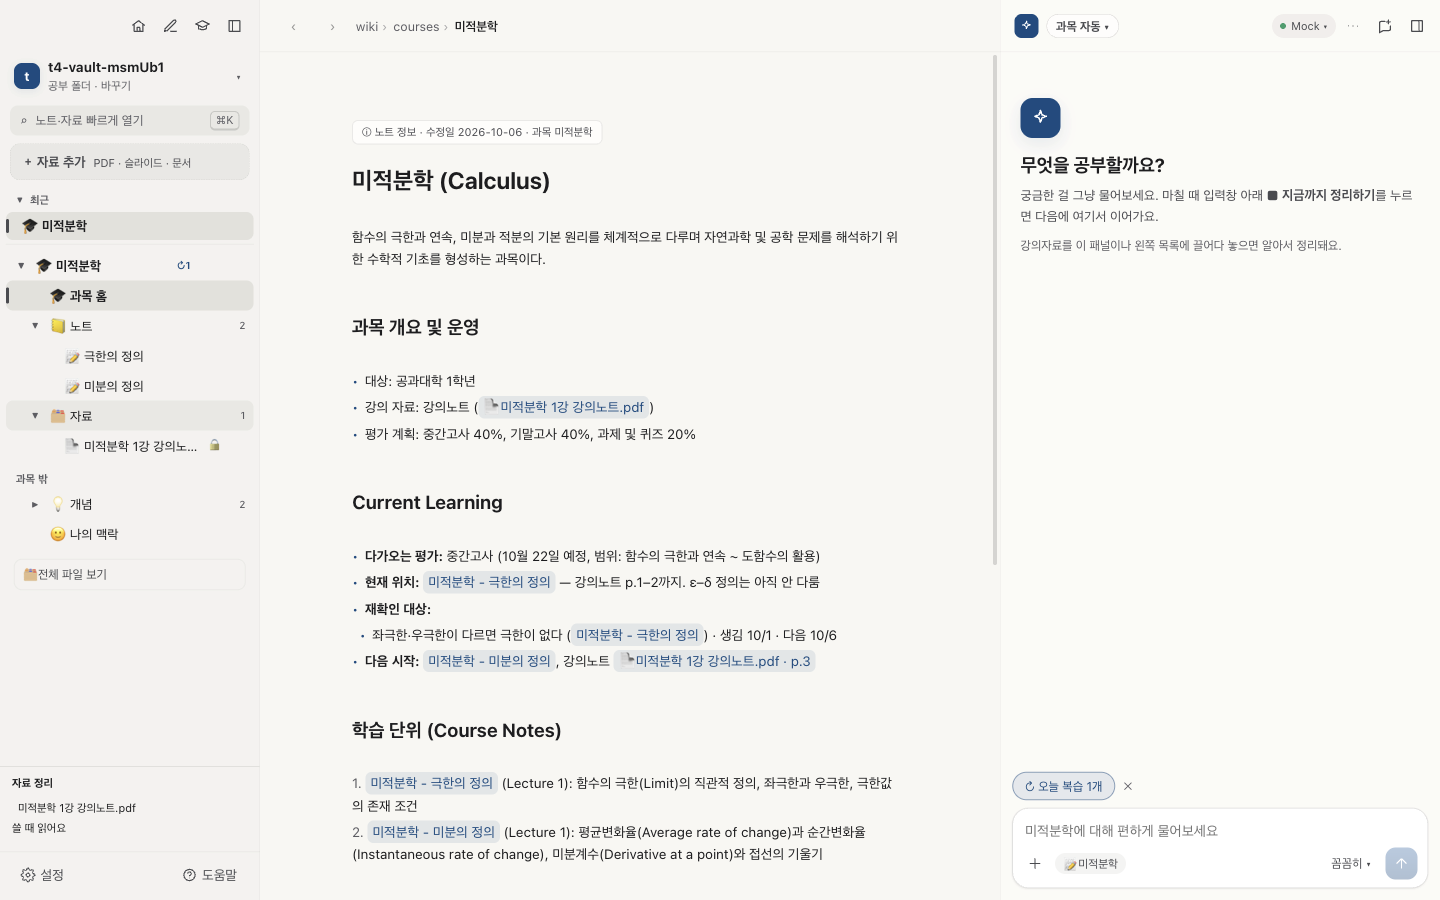 t4-vault-msmUb1
공부 폴더 · 바꾸기
노트·자료 빠르게 열기 ⌘K
+ 자료 추가 PDF · 슬라이드 · 문서
▼ 최근
미적분학
▼ 미적분학 ↻1
과목 홈
▼ 노트 2
극한의 정의
미분의 정의
▼ 자료 1
미적분학 1강 강의노...
과목 밖
▶ 개념 2
나의 맥락
전체 파일 보기
자료 정리
미적분학 1강 강의노트.pdf
쓸 때 읽어요
설정 도움말
‹ › wiki › courses › 미적분학
ⓘ 노트 정보 · 수정일 2026-10-06 · 과목 미적분학
미적분학 (Calculus)
함수의 극한과 연속, 미분과 적분의 기본 원리를 체계적으로 다루며 자연과학 및 공학 문제를 해석하기 위
한 수학적 기초를 형성하는 과목이다.
과목 개요 및 운영
• 대상: 공과대학 1학년
• 강의 자료: 강의노트 (미적분학 1강 강의노트.pdf)
• 평가 계획: 중간고사 40%, 기말고사 40%, 과제 및 퀴즈 20%
Current Learning
• 다가오는 평가: 중간고사 (10월 22일 예정, 범위: 함수의 극한과 연속 ~ 도함수의 활용)
• 현재 위치: 미적분학 - 극한의 정의 — 강의노트 p.1–2까지. ε–δ 정의는 아직 안 다룸
• 재확인 대상:
• 좌극한·우극한이 다르면 극한이 없다 (미적분학 - 극한의 정의) · 생김 10/1 · 다음 10/6
• 다음 시작: 미적분학 - 미분의 정의, 강의노트 미적분학 1강 강의노트.pdf · p.3
학습 단위 (Course Notes)
1. 미적분학 - 극한의 정의 (Lecture 1): 함수의 극한(Limit)의 직관적 정의, 좌극한과 우극한, 극한값
의 존재 조건
2. 미적분학 - 미분의 정의 (Lecture 1): 평균변화율(Average rate of change)과 순간변화율
(Instantaneous rate of change), 미분계수(Derivative at a point)와 접선의 기울기
과목 자동 ▾ Mock ▾ ···
무엇을 공부할까요?
궁금한 걸 그냥 물어보세요. 마칠 때 입력창 아래 ■ 지금까지 정리하기를 누르
면 다음에 여기서 이어가요.
강의자료를 이 패널이나 왼쪽 목록에 끌어다 놓으면 알아서 정리돼요.
↻ 오늘 복습 1개 ×
미적분학에 대해 편하게 물어보세요
+ 미적분학 꼼꼼히 ▾